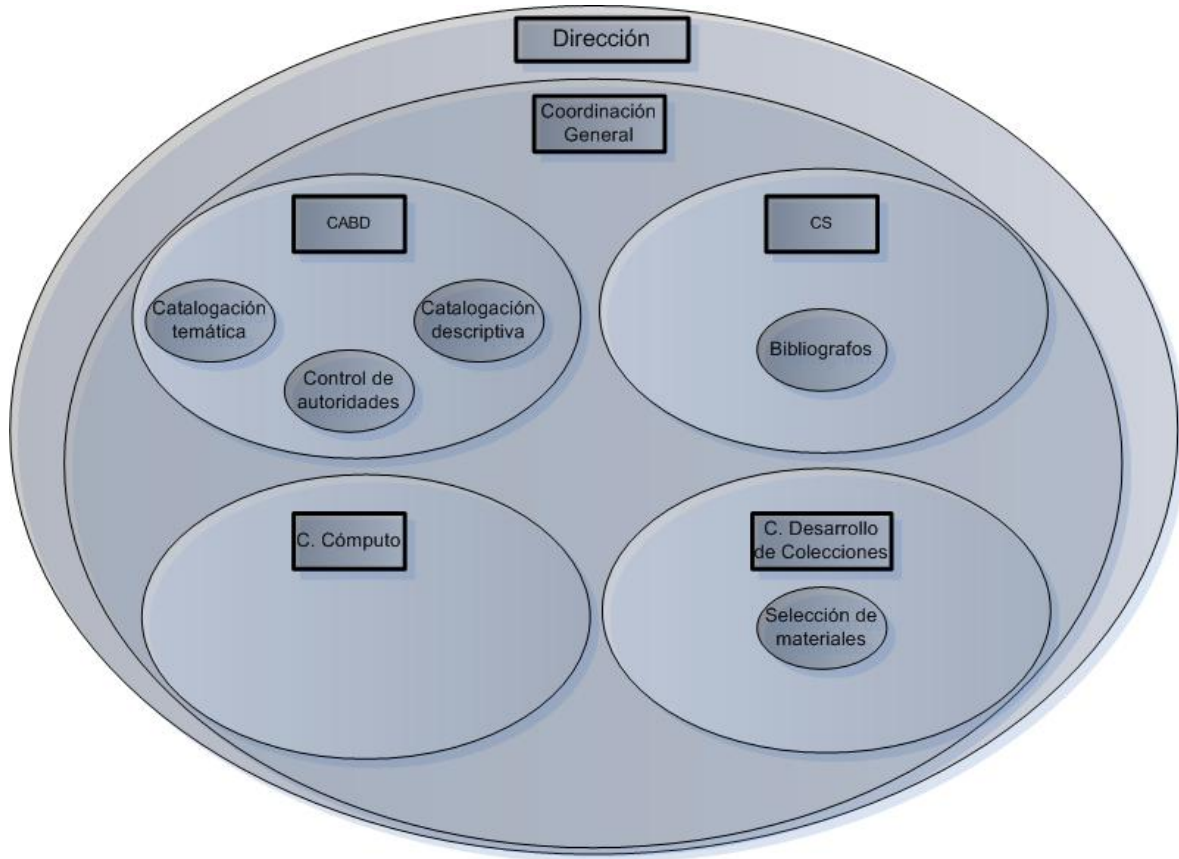 Dirección
Coordinación
General
CABD
CS
Catalogación
temática
Catalogación
descriptiva
Control de
autoridades
Bibliografos
C. Cómputo
C. Desarrollo
de Colecciones
Selección de
materiales